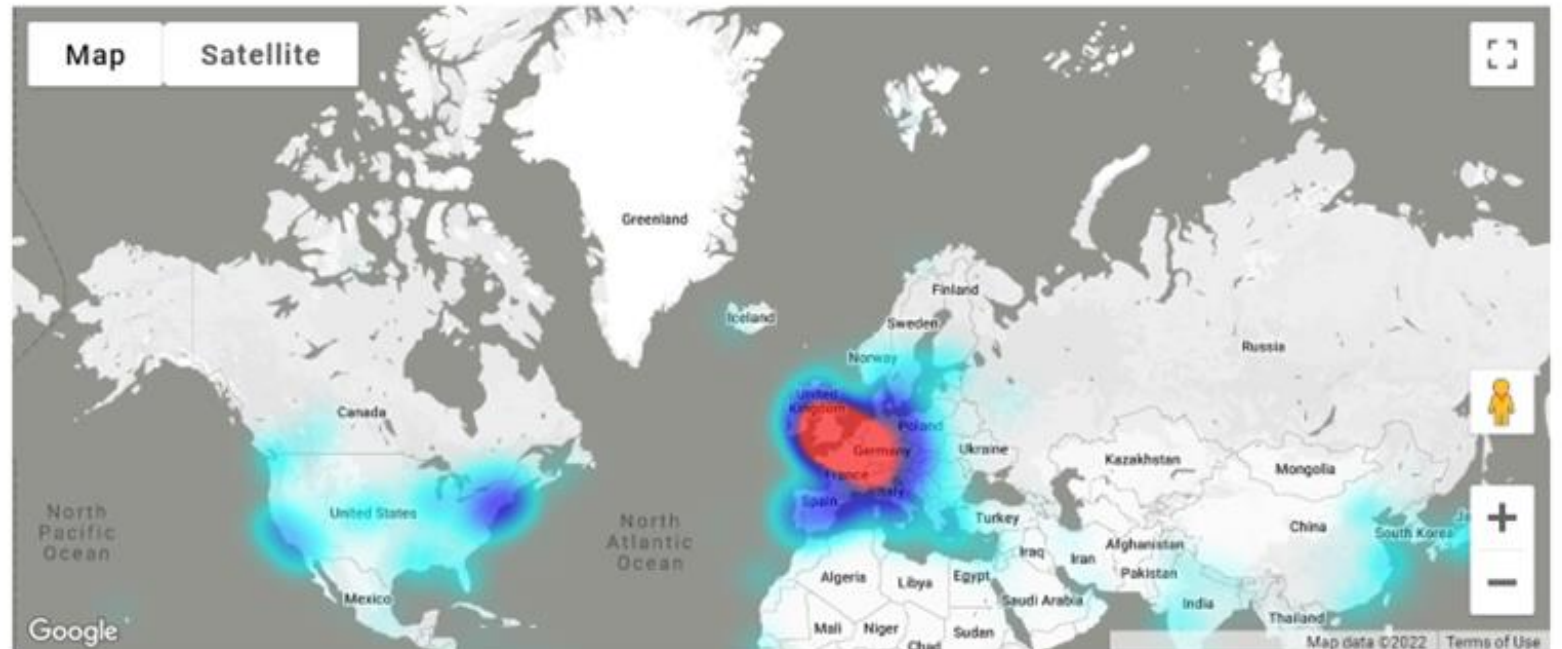 Map
Satellite
Greenland
Iceland
Finland
Sweden
Norway
Russia
United
Kingdom
Canada
Poland
Germany
Ukraine
Kazakhstan
Mongolia
France
Italy
Spain
United States
North
Pacific
Ocean
North
Atlantic
Ocean
Turkey
China
South Korea
Ja
Iraq
Iran
Afghanistan
Pakistan
Algeria
Libya
Egypt
Saudi Arabia
India
Mexico
Thailand
Mali
Niger
Chad
Sudan
Google
Map data ©2022
Terms of Use